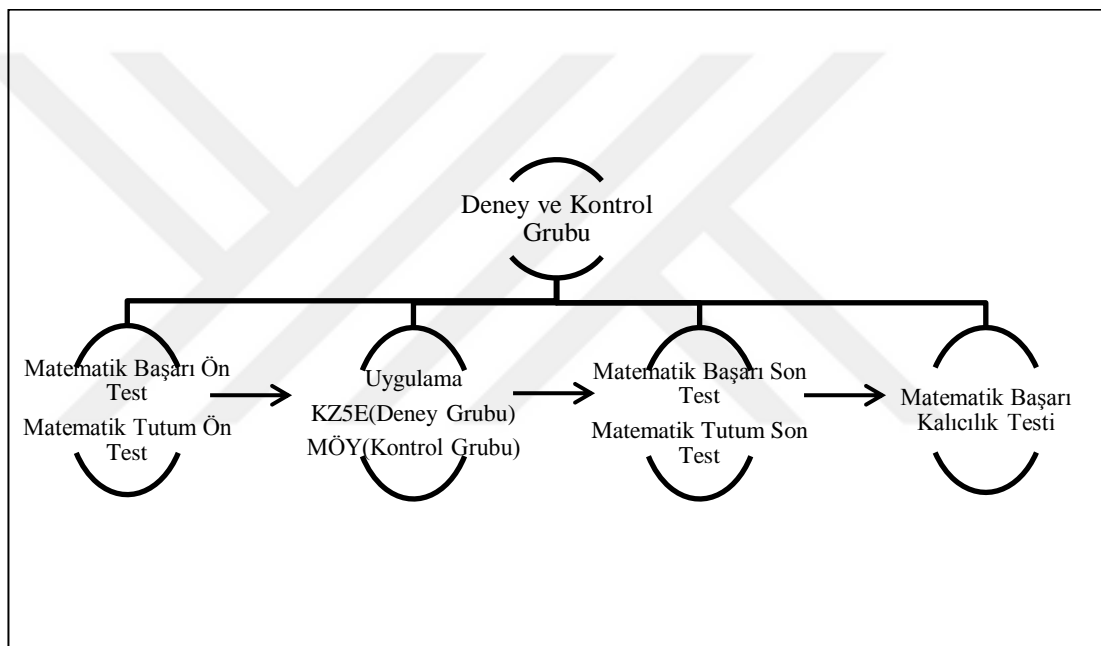 Deney ve Kontrol
Grubu
Matematik Başarı Ön
Test
Matematik Tutum Ön
Test
Uygulama
KZ5E(Deney Grubu)
MÖY(Kontrol Grubu)
Matematik Başarı Son
Test
Matematik Tutum Son
Test
Matematik Başarı
Kalıcılık Testi